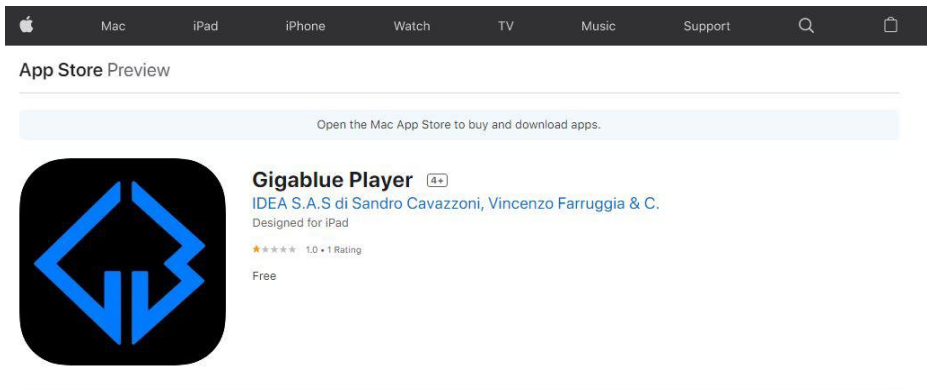 Mac iPad iPhone Watch TV Music Support
App Store Preview
Open the Mac App Store to buy and download apps.
Gigablue Player 4+
IDEA S.A.S di Sandro Cavazzoni, Vincenzo Farruggia & C.
Designed for iPad
★★★★★ 1.0 • 1 Rating
Free